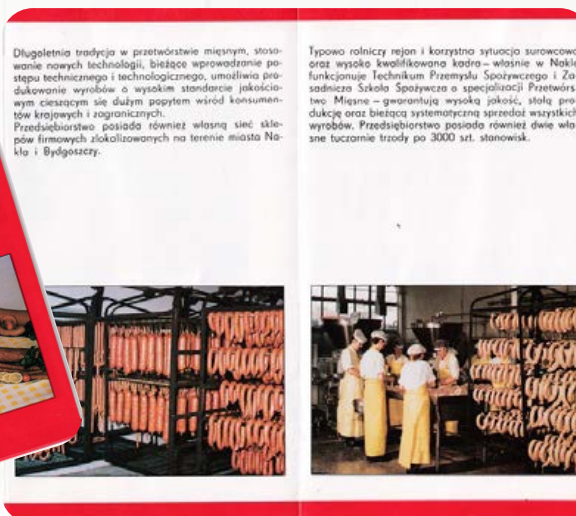 Długoletnia tradycja w przetwórstwie mięsnym, stoso-
wanie nowych technologii, bieżące wprowadzanie po-
stępu technicznego i technologicznego, umożliwia pro-
dukowanie wyrobów o wysokim standarcie jakościo-
wym cieszącym się dużym popytem wśród konsumen-
tów krajowych i zagranicznych.
Przedsiębiorstwo posiada również własną sieć skle-
pów firmowych zlokalizowanych na terenie miasta Na-
kła i Bydgoszczy.
Typowo rolniczy rejon i korzystna sytuacja surowcowa
oraz wysoko kwalifikowana kadra – właśnie w Nakle
funkcjonuje Technikum Przemysłu Spożywczego i Za-
sadnicza Szkoła Spożywcza o specjalizacji Przetwórs-
two Mięsne – gwarantują wysoką jakość, stałą pro-
dukcję oraz bieżącą systematyczną sprzedaż wszystkich
wyrobów. Przedsiębiorstwo posiada również dwie wła-
sne tuczarnie trzody po 3000 szt. stanowisk.